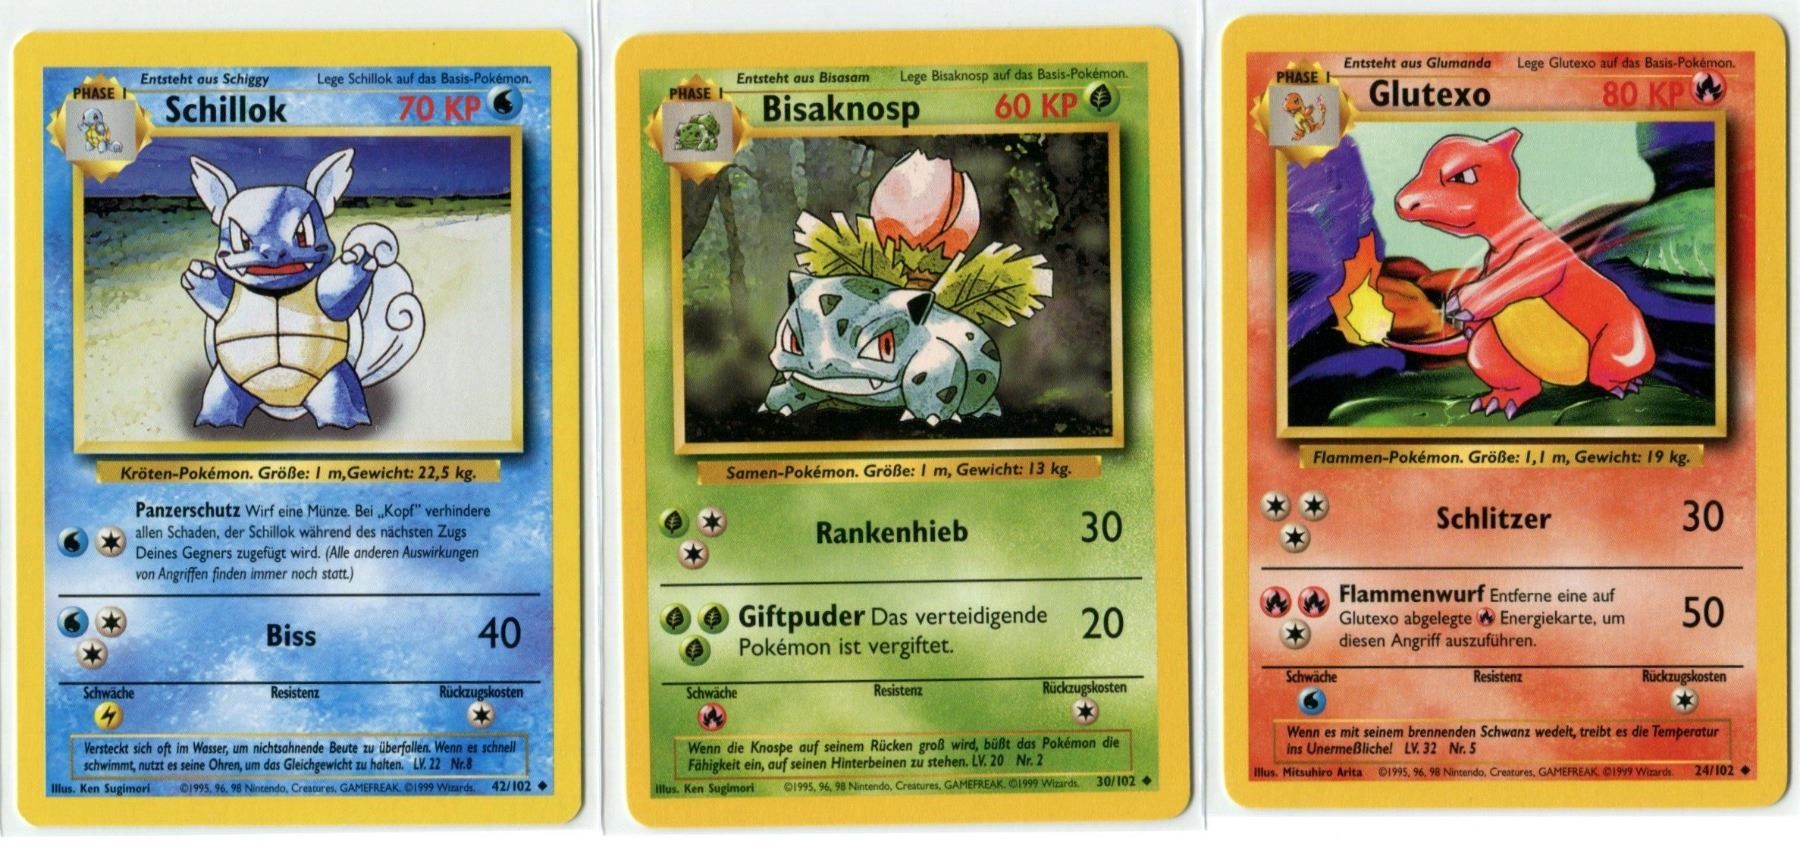 Entsteht aus Schiggy Lege Schillok auf das Basis-Pokémon.
PHASE 1
Schillok 70 KP
Kröten-Pokémon. Größe: 1 m,Gewicht: 22,5 kg.
Panzerschutz Wirf eine Münze. Bei „Kopf" verhindere
allen Schaden, der Schillok während des nächsten Zugs
Deines Gegners zugefügt wird. (Alle anderen Auswirkungen
von Angriffen finden immer noch statt.)
Biss 40
Schwäche Resistenz Rückzugskosten
Versteckt sich oft im Wasser, um nichtsahnende Beute zu überfallen. Wenn es schnell
schwimmt, nutzt es seine Ohren, um das Gleichgewicht zu halten. LV. 22 Nr.8
Illus. Ken Sugimori ©1995, 96, 98 Nintendo, Creatures, GAMEFREAK. ©1999 Wizards. 42/102
Entsteht aus Bisasam Lege Bisaknosp auf das Basis-Pokémon.
PHASE 1
Bisaknosp 60 KP
Samen-Pokémon. Größe: 1 m, Gewicht: 13 kg.
Rankenhieb 30
Giftpuder Das verteidigende
Pokémon ist vergiftet. 20
Schwäche Resistenz Rückzugskosten
Wenn die Knospe auf seinem Rücken groß wird, büßt das Pokémon die
Fähigkeit ein, auf seinen Hinterbeinen zu stehen. LV. 20 Nr. 2
Illus. Ken Sugimori ©1995, 96, 98 Nintendo, Creatures, GAMEFREAK. ©1999 Wizards. 30/102
Entsteht aus Glumanda Lege Glutexo auf das Basis-Pokémon.
PHASE 1
Glutexo 80 KP
Flammen-Pokémon. Größe: 1,1 m, Gewicht: 19 kg.
Schlitzer 30
Flammenwurf Entferne eine auf
Glutexo abgelegte Energiekarte, um
diesen Angriff auszuführen. 50
Schwäche Resistenz Rückzugskosten
Wenn es mit seinem brennenden Schwanz wedelt, treibt es die Temperatur
ins Unermeßliche! LV. 32 Nr. 5
Illus. Mitsuhiro Arita ©1995, 96, 98 Nintendo, Creatures, GAMEFREAK. ©1999 Wizards. 24/102